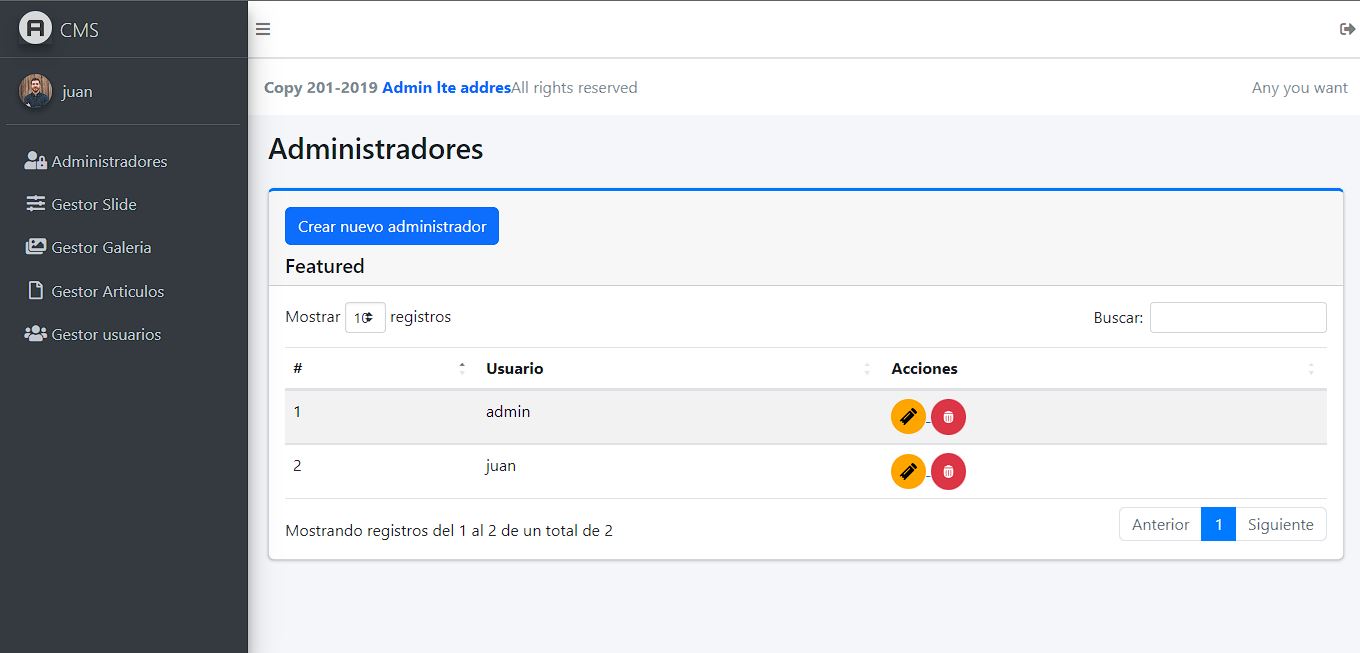 CMS
juan
Administradores
Gestor Slide
Gestor Galeria
Gestor Articulos
Gestor usuarios
Copy 201-2019 Admin lte addresAll rights reserved
Any you want
Administradores
Crear nuevo administrador
Featured
Mostrar 10 registros
Buscar:
# Usuario Acciones
1 admin
2 juan
Mostrando registros del 1 al 2 de un total de 2
Anterior 1 Siguiente